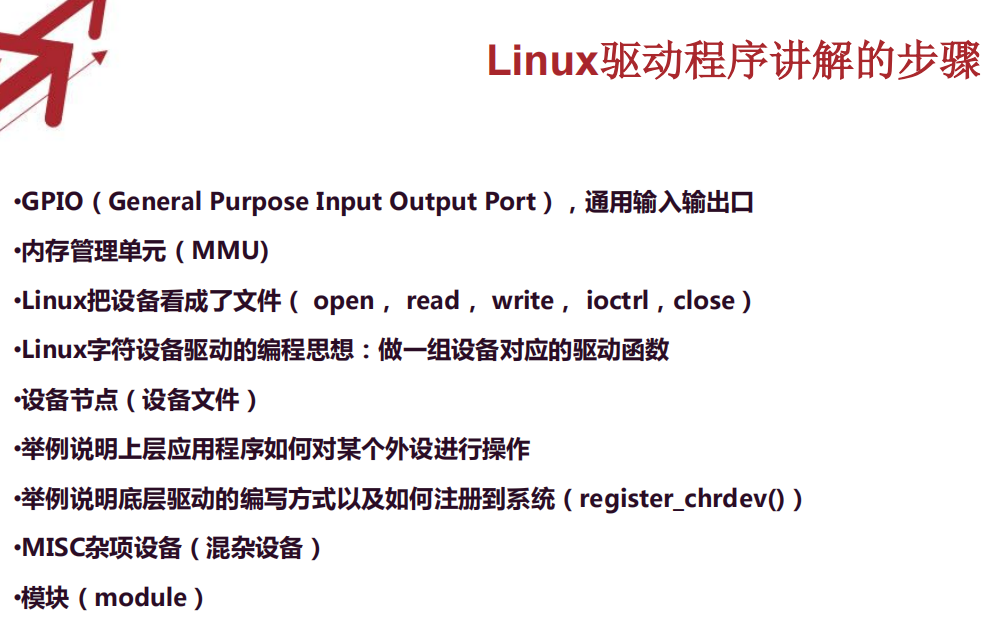 Linux驱动程序讲解的步骤
•GPIO（General Purpose Input Output Port），通用输入输出口
•内存管理单元（MMU)
•Linux把设备看成了文件（ open， read， write， ioctrl，close）
•Linux字符设备驱动的编程思想：做一组设备对应的驱动函数
•设备节点（设备文件）
•举例说明上层应用程序如何对某个外设进行操作
•举例说明底层驱动的编写方式以及如何注册到系统（register_chrdev()）
•MISC杂项设备（混杂设备）
•模块（module）